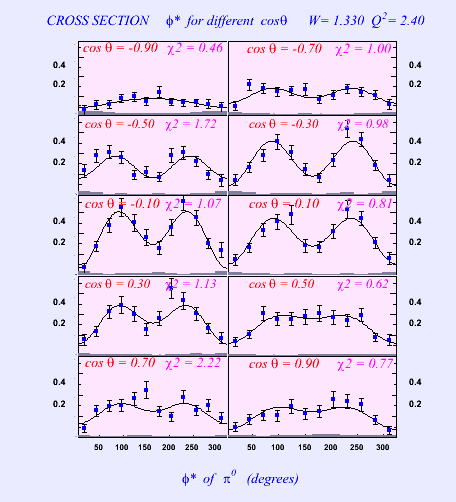 CROSS SECTION ϕ* for different cosθ W= 1.330 Q²= 2.40
cos θ = -0.90 χ2 = 0.46 cos θ = -0.70 χ2 = 1.00
0.4 0.4
0.2 0.2
cos θ = -0.50 χ2 = 1.72 cos θ = -0.30 χ2 = 0.98
0.4 0.4
0.2 0.2
cos θ = -0.10 χ2 = 1.07 cos θ = 0.10 χ2 = 0.81
0.4 0.4
0.2 0.2
cos θ = 0.30 χ2 = 1.13 cos θ = 0.50 χ2 = 0.62
0.4 0.4
0.2 0.2
cos θ = 0.70 χ2 = 2.22 cos θ = 0.90 χ2 = 0.77
0.4 0.4
0.2 0.2
50 100 150 200 250 300 50 100 150 200 250 300
ϕ* of π⁰ (degrees)